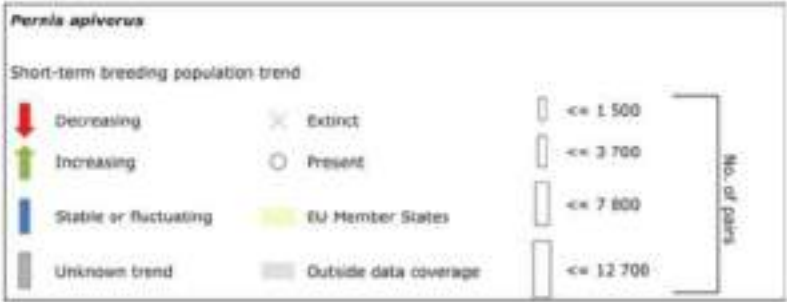 Pernis apivorus
Short-term breeding population trend
Decreasing
Extinct
<= 1 500
Increasing
Present
<= 3 700
Stable or fluctuating
EU Member States
<= 7 800
Unknown trend
Outside data coverage
<= 12 700
No. of pairs